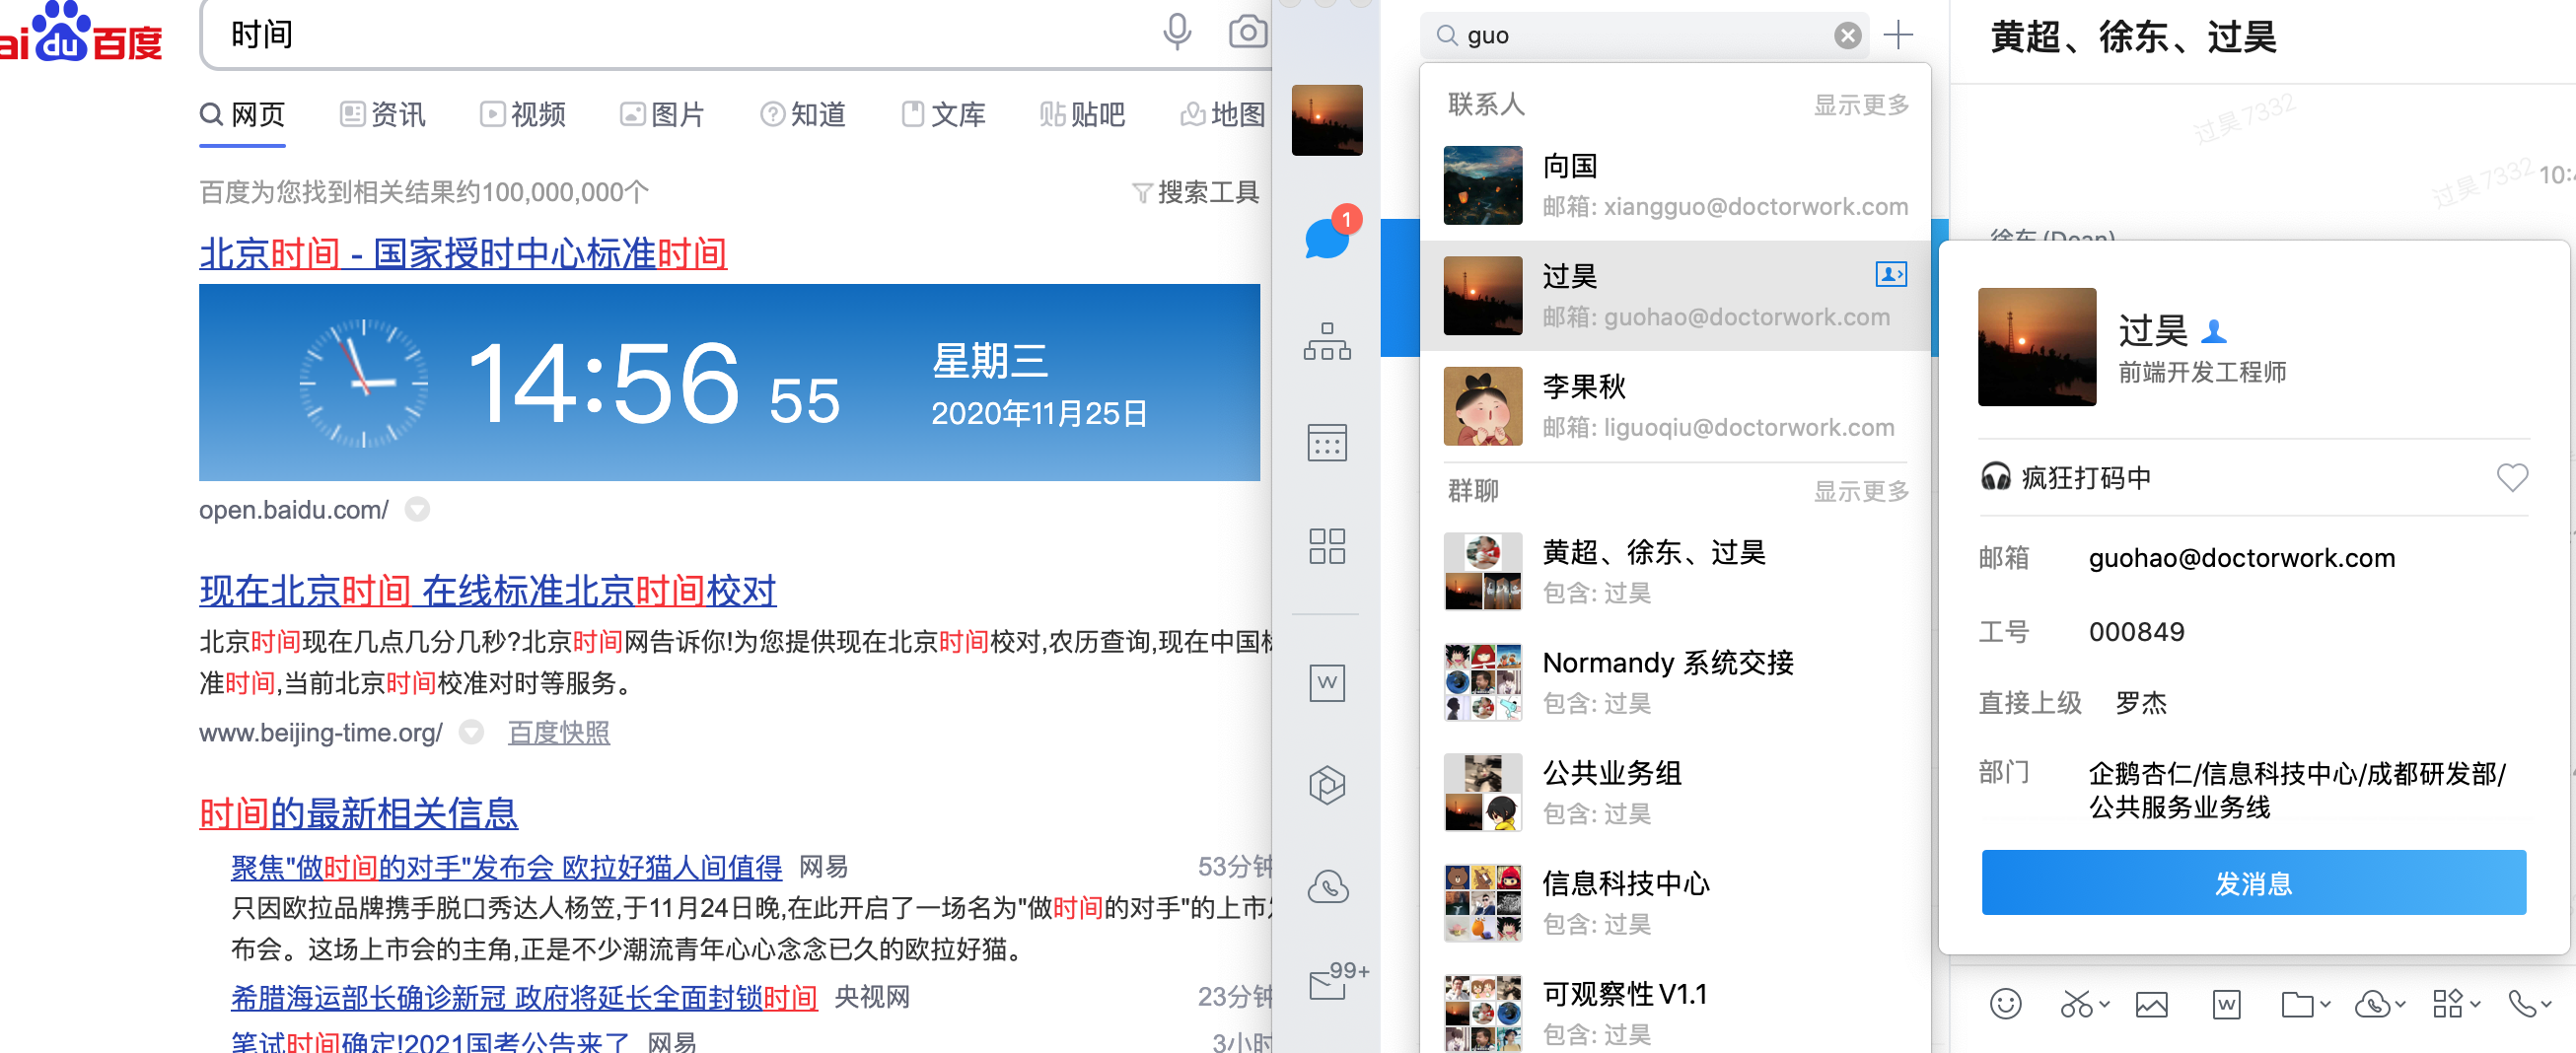 ai du 百度
时间
网页 资讯 视频 图片 知道 文库 贴吧 地图
百度为您找到相关结果约100,000,000个 搜索工具
北京时间 - 国家授时中心标准时间
14:56 55
星期三
2020年11月25日
open.baidu.com/
现在北京时间 在线标准北京时间校对
北京时间现在几点几分几秒?北京时间网告诉你!为您提供现在北京时间校对,农历查询,现在中国标
准时间,当前北京时间校准对时等服务。
www.beijing-time.org/ 百度快照
时间的最新相关信息
聚焦"做时间的对手"发布会 欧拉好猫人间值得 网易 53分钟
只因欧拉品牌携手脱口秀达人杨笠,于11月24日晚,在此开启了一场名为"做时间的对手"的上市发
布会。这场上市会的主角,正是不少潮流青年心心念念已久的欧拉好猫。
希腊海运部长确诊新冠 政府将延长全面封锁时间 央视网 23分钟
笔试时间确定!2021国考公告来了 网易 3小时
1
W
99+
guo
联系人 显示更多
向国
邮箱: xiangguo@doctorwork.com
过昊
邮箱: guohao@doctorwork.com
李果秋
邮箱: liguoqiu@doctorwork.com
群聊 显示更多
黄超、徐东、过昊
包含: 过昊
Normandy 系统交接
包含: 过昊
公共业务组
包含: 过昊
信息科技中心
包含: 过昊
可观察性 V1.1
包含: 过昊
黄超、徐东、过昊
过昊 7332
过昊 7332
10:
徐东 (Dean)
过昊
前端开发工程师
疯狂打码中
邮箱 guohao@doctorwork.com
工号 000849
直接上级 罗杰
部门 企鹅杏仁/信息科技中心/成都研发部/
公共服务业务线
发消息
W